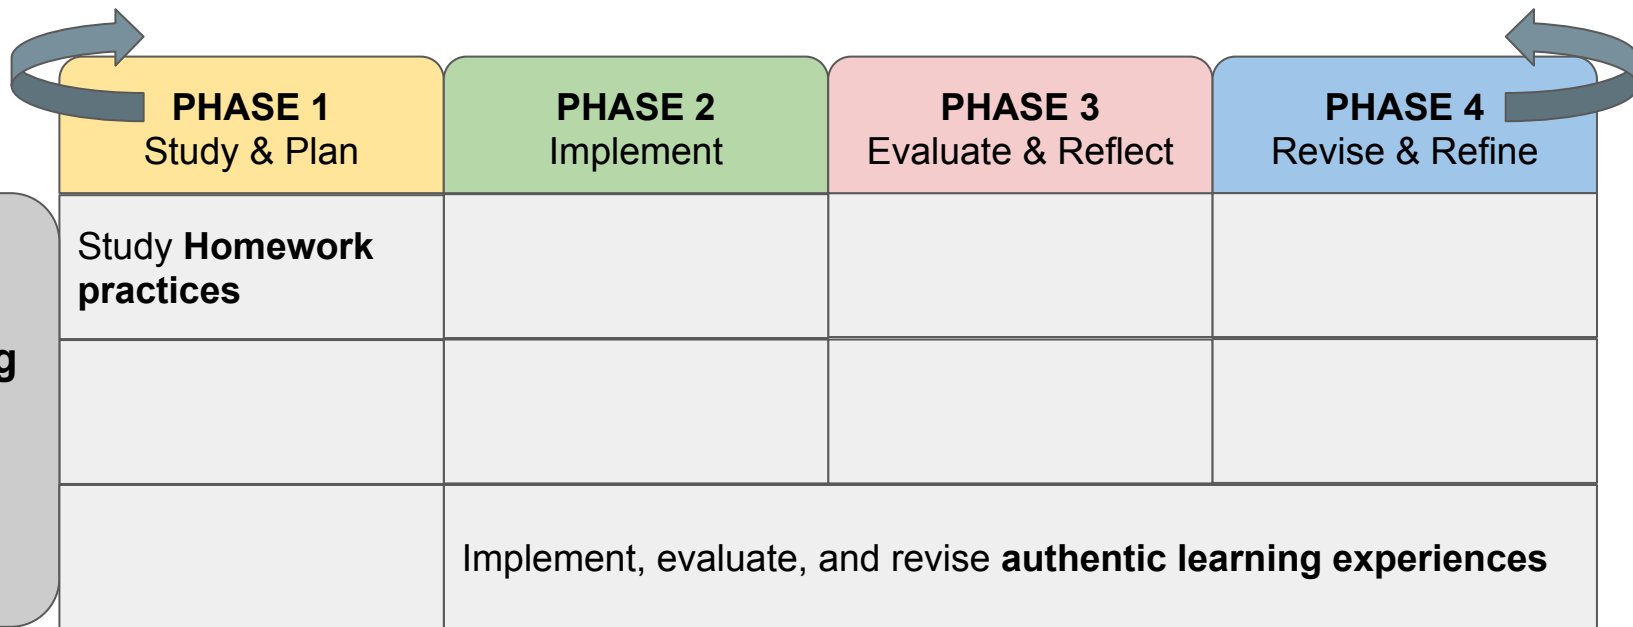 PHASE 1
Study & Plan
PHASE 2
Implement
PHASE 3
Evaluate & Reflect
PHASE 4
Revise & Refine
Study Homework
practices
g
Implement, evaluate, and revise authentic learning experiences